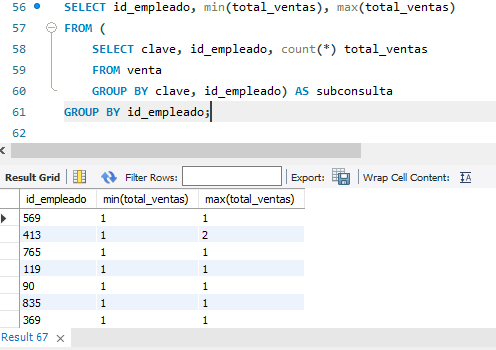 56 SELECT id_empleado, min(total_ventas), max(total_ventas)
57 FROM (
58 SELECT clave, id_empleado, count(*) total_ventas
59 FROM venta
60 GROUP BY clave, id_empleado) AS subconsulta
61 GROUP BY id_empleado;
62
Result Grid Filter Rows: Export: Wrap Cell Content: IA
id_empleado min(total_ventas) max(total_ventas)
569 1 1
413 1 2
765 1 1
119 1 1
90 1 1
835 1 1
369 1 1
Result 67 ×